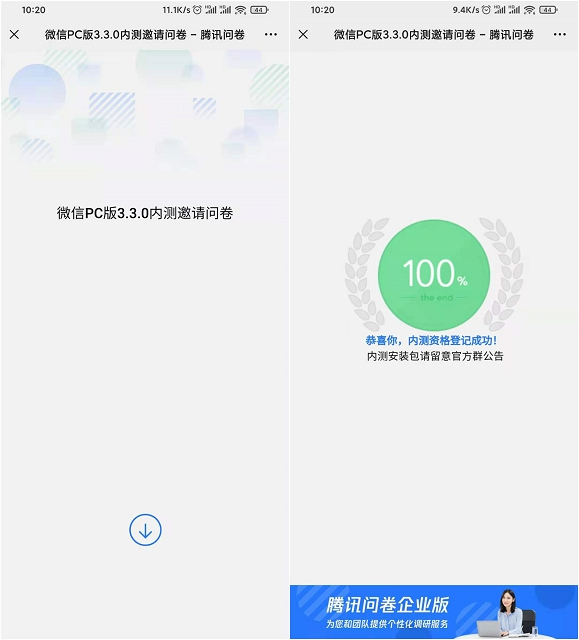 10:20
11.1K/s
44
微信PC版3.3.0内测邀请问卷 – 腾讯问卷
微信PC版3.3.0内测邀请问卷
10:20
9.4K/s
44
微信PC版3.3.0内测邀请问卷 – 腾讯问卷
100%
the end
恭喜你，内测资格登记成功！
内测安装包请留意官方群公告
腾讯问卷企业版
为您和团队提供个性化调研服务